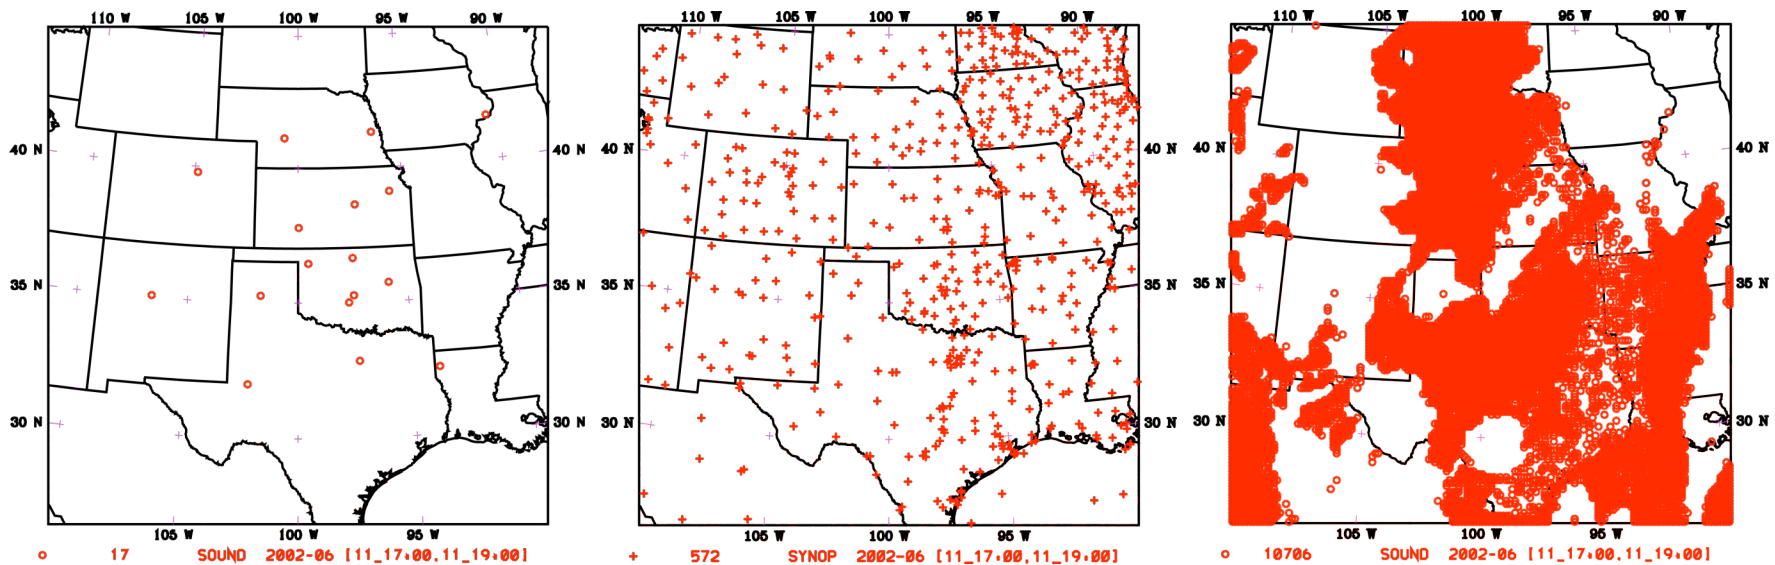 110 W 105 W 100 W 95 W 90 W
40 N 40 N
35 N 35 N
30 N 30 N
105 W 100 W 95 W
17 SOUND 2002-06 [11_17:00,11_19:00]
110 W 105 W 100 W 95 W 90 W
40 N 40 N
35 N 35 N
30 N 30 N
105 W 100 W 95 W
572 SYNOP 2002-06 [11_17:00,11_19:00]
110 W 105 W 100 W 95 W 90 W
40 N 40 N
35 N 35 N
30 N 30 N
105 W 100 W 95 W
10706 SOUND 2002-06 [11_17:00,11_19:00]